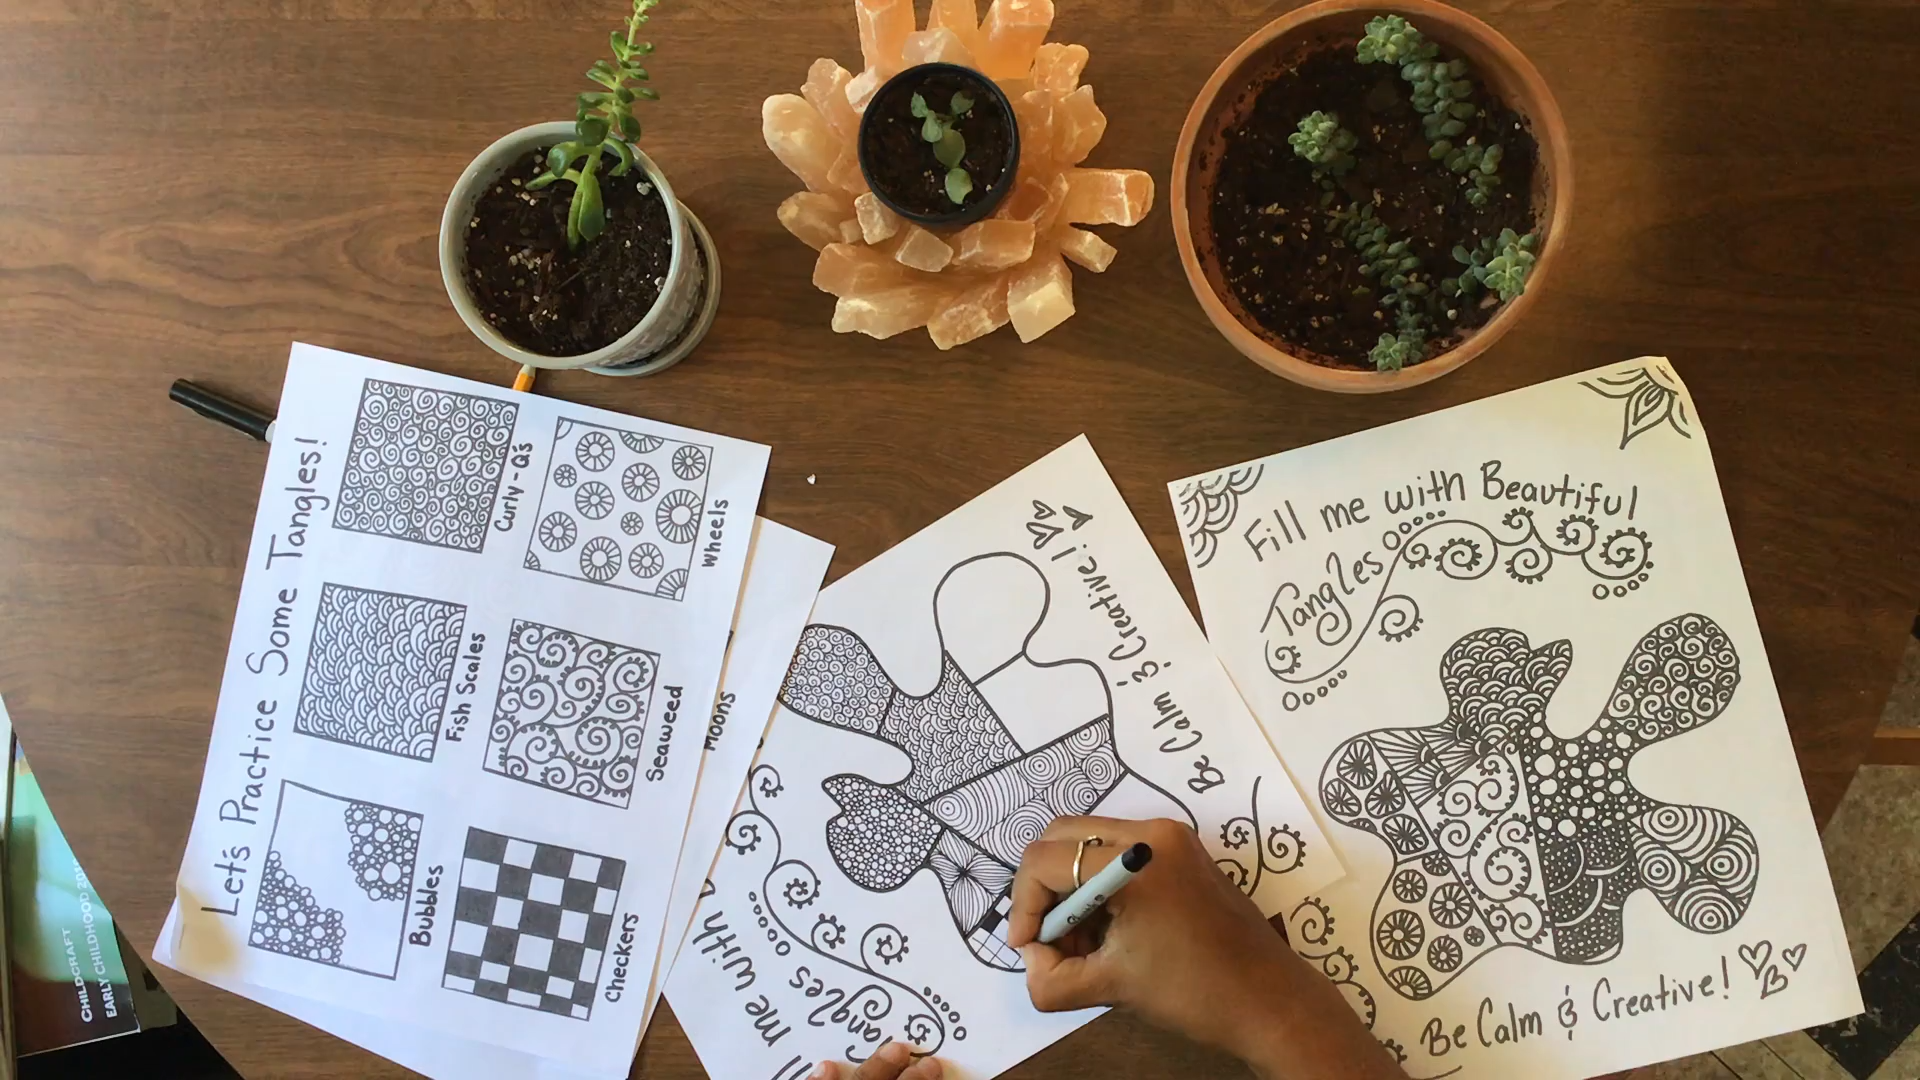 Let's Practice Some Tangles!
Curly-Q's
Wheels
Fish Scales
Seaweed
Bubbles
Checkers
Moons
me with
Tangles
Be Calm & Creative!
Fill me with Beautiful
Tangles
Be Calm & Creative!
CHILDCRAFT
EARLY CHILDHOOD